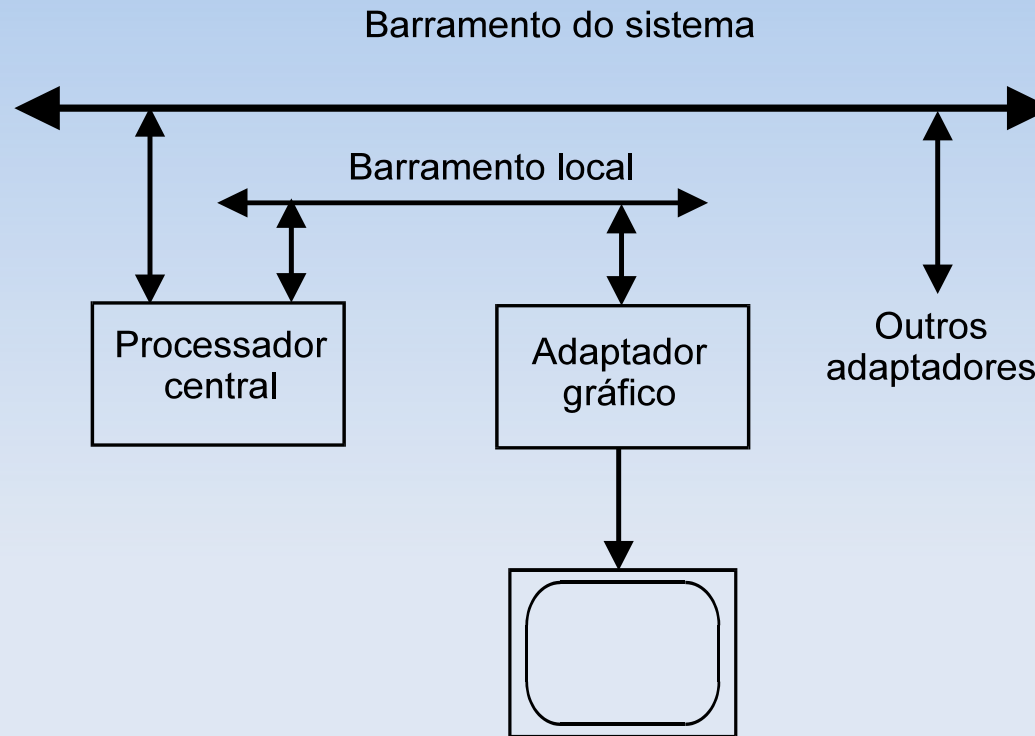 Barramento do sistema
Barramento local
Processador
central
Adaptador
gráfico
Outros
adaptadores